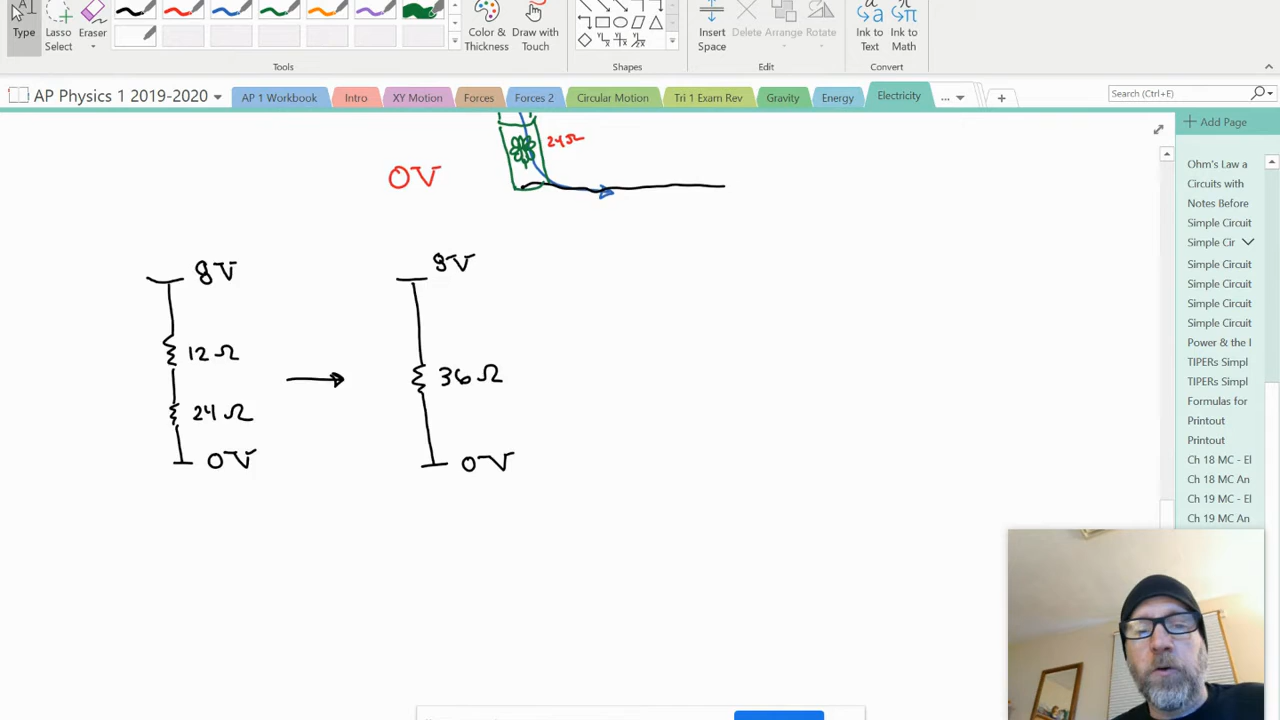 Type
Lasso Select
Eraser
Color & Thickness
Draw with Touch
Insert Space
Delete
Arrange
Rotate
Ink to Text
Ink to Math
Tools
Shapes
Edit
Convert
AP Physics 1 2019-2020
AP 1 Workbook
Intro
XY Motion
Forces
Forces 2
Circular Motion
Tri 1 Exam Rev
Gravity
Energy
Electricity
...
+
Search (Ctrl+E)
Add Page
Ohm's Law a
Circuits with
Notes Before
Simple Circuit
Simple Cir
Simple Circuit
Simple Circuit
Simple Circuit
Simple Circuit
Power & the I
TIPERs Simpl
TIPERs Simpl
Formulas for
Printout
Printout
Ch 18 MC - El
Ch 18 MC An
Ch 19 MC - El
Ch 19 MC An
24Ω
0V
8V
12Ω
24Ω
0V
8V
36Ω
0V